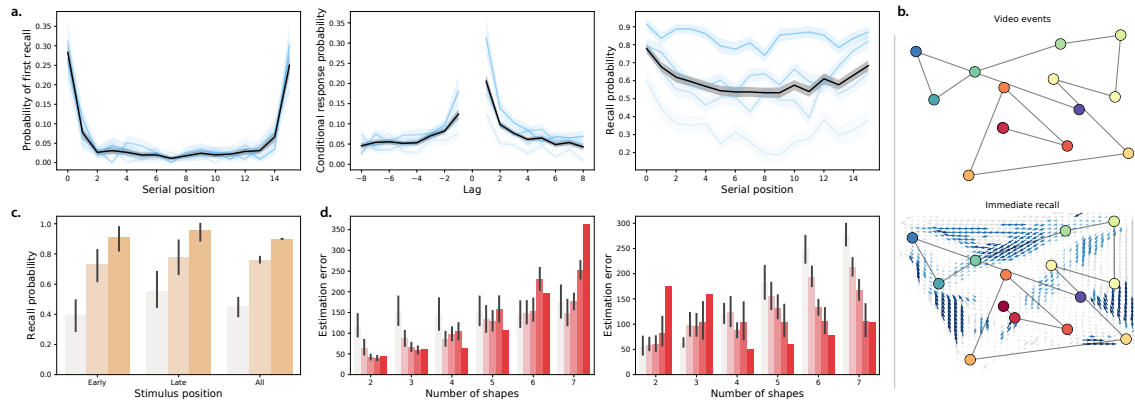 a.
0.35
0.30
0.25
0.20
0.15
0.10
0.05
0.00
Probability of first recall
0 2 4 6 8 10 12 14
Serial position
0.35
0.30
0.25
0.20
0.15
0.10
0.05
0.00
Conditional response probability
−8 −6 −4 −2 0 2 4 6 8
Lag
0.9
0.8
0.7
0.6
0.5
0.4
0.3
0.2
Recall probability
0 2 4 6 8 10 12 14
Serial position
b.
Video events
Immediate recall
c.
1.0
0.8
0.6
0.4
0.2
0.0
Recall probability
Early Late All
Stimulus position
d.
350
300
250
200
150
100
50
0
Estimation error
2 3 4 5 6 7
Number of shapes
300
250
200
150
100
50
0
Estimation error
2 3 4 5 6 7
Number of shapes